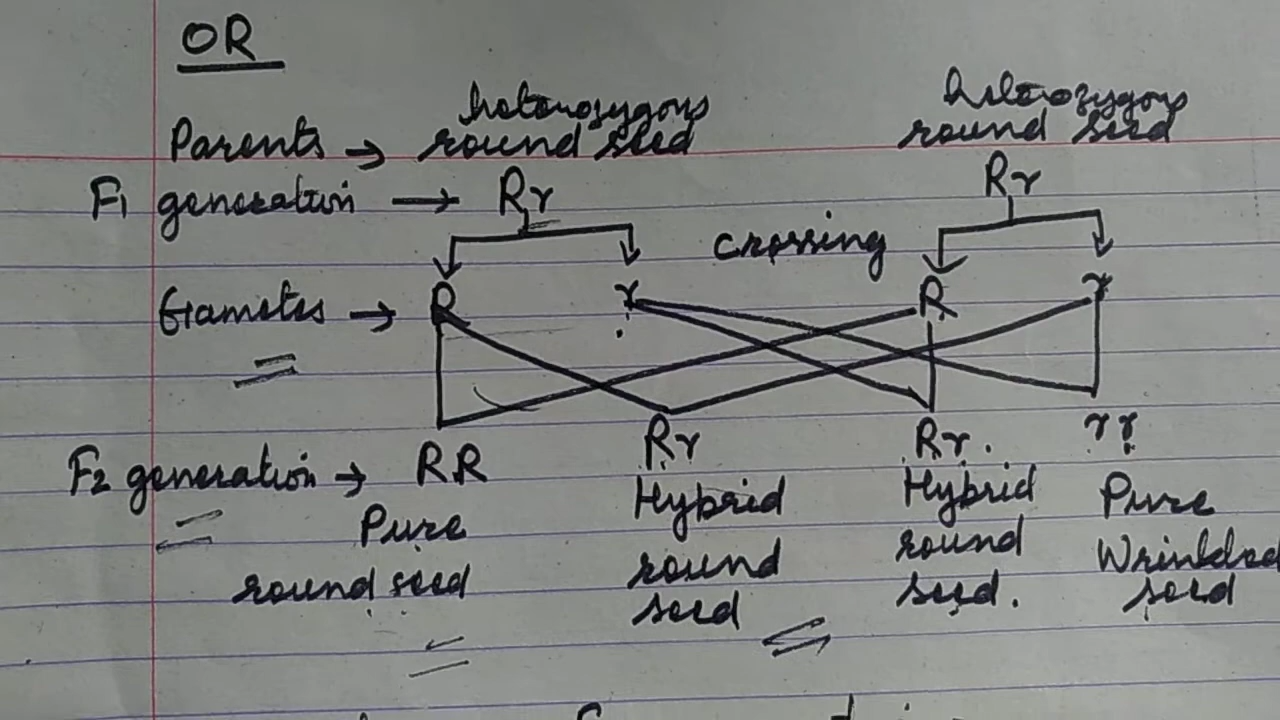 OR
heterozygous heterozygous
Parents → round seed round seed
F1 generation → Rr Rr
crossing
Gametes → R r R r
F2 generation → RR Rr Rr. rr
Pure Hybrid Hybrid Pure
round seed round round Wrinkled
seed seed. seed